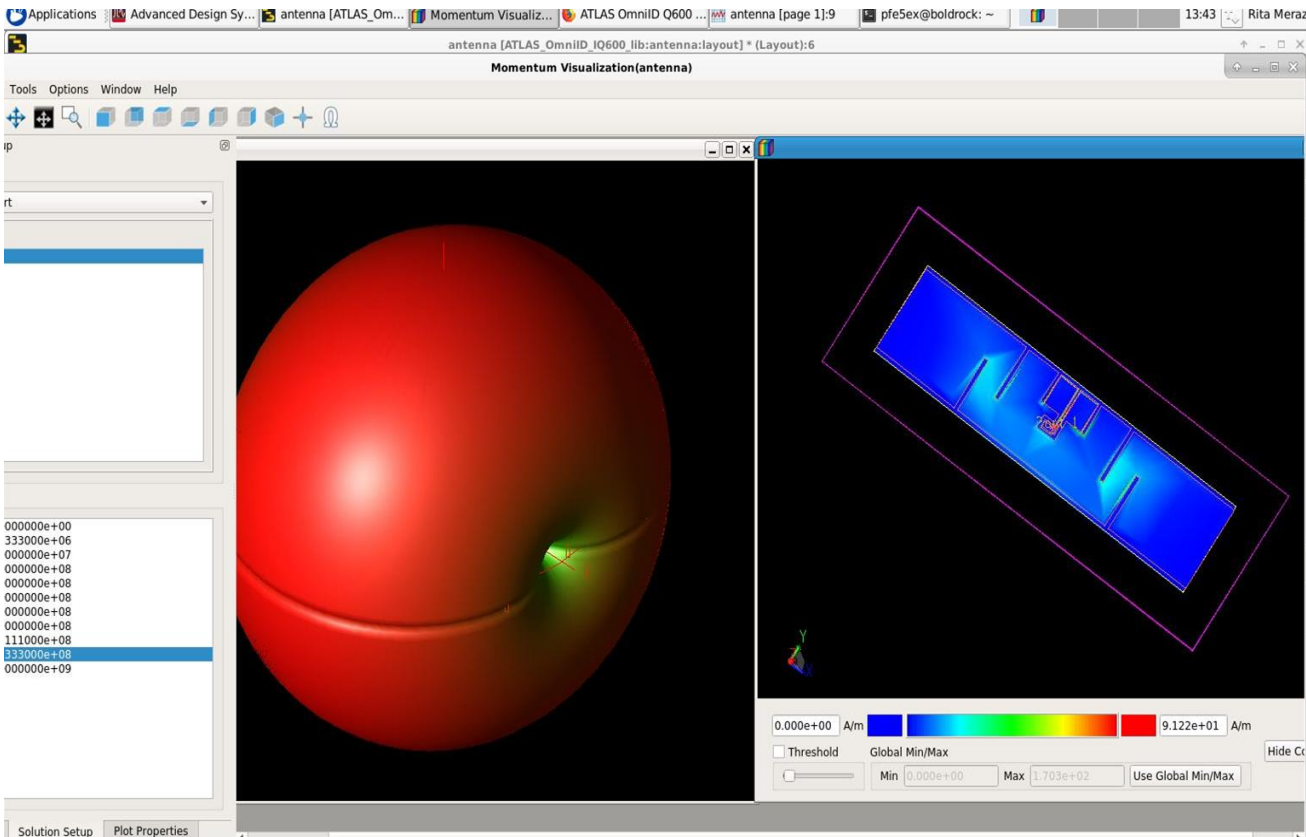 Applications Advanced Design Sy... antenna [ATLAS_Om... Momentum Visualiz... ATLAS OmniID Q600 ... antenna [page 1]:9 pfe5ex@boldrock: ~ 13:43 Rita Meraz
antenna [ATLAS_OmniID_IQ600_lib:antenna:layout] * (Layout):6
Momentum Visualization(antenna)
Tools Options Window Help
up
rt
000000e+00
333000e+06
000000e+07
000000e+08
000000e+08
000000e+08
000000e+08
000000e+08
111000e+08
333000e+08
000000e+09
Y
0.000e+00 A/m 9.122e+01 A/m
Threshold Global Min/Max Hide Co
Min 0.000e+00 Max 1.703e+02 Use Global Min/Max
Solution Setup Plot Properties